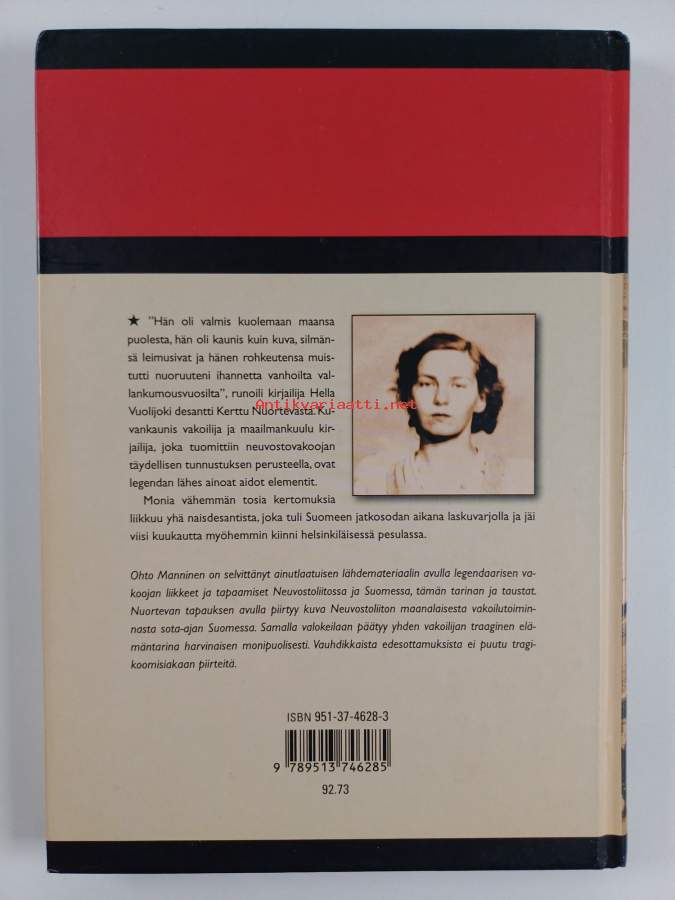 ★ ”Hän oli valmis kuolemaan maansa
puolesta, hän oli kaunis kuin kuva, silmän-
sä leimusivat ja hänen rohkeutensa muis-
tutti nuoruuteni ihannetta vanhoilta val-
lankumousvuosilta”, runoili kirjailija Hella
Vuolijoki desantti Kerttu Nuortevasta. Ku-
vankaunis vakoilija ja maailmankuulu kir-
jailija, joka tuomittiin neuvostovakoojan
täydellisen tunnustuksen perusteella, ovat
legendan lähes ainoat aidot elementit.
Monia vähemmän tosia kertomuksia
liikkuu yhä naisdesantista, joka tuli Suomeen jatkosodan aikana laskuvarjolla ja jäi
viisi kuukautta myöhemmin kiinni helsinkiläisessä pesulassa.
Antikvariaatti.net
Ohto Manninen on selvittänyt ainutlaatuisen lähdemateriaalin avulla legendaarisen va-
koojan liikkeet ja tapaamiset Neuvostoliitossa ja Suomessa, tämän tarinan ja taustat.
Nuortevan tapauksen avulla piirtyy kuva Neuvostoliiton maanalaisesta vakoilutoimin-
nasta sota-ajan Suomessa. Samalla valokeilaan päätyy yhden vakoilijan traaginen elä-
mäntarina harvinaisen monipuolisesti. Vauhdikkaista edesottamuksista ei puutu tragi-
koomisiakaan piirteitä.
ISBN 951-37-4628-3
9 789513 746285
92.73